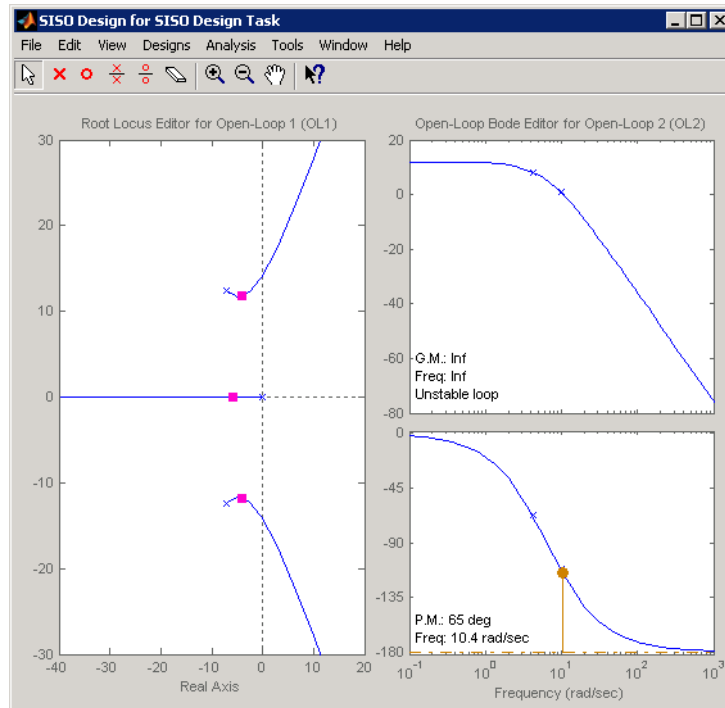 SISO Design for SISO Design Task
File Edit View Designs Analysis Tools Window Help
Root Locus Editor for Open-Loop 1 (OL1)
30
20
10
0
-10
-20
-30
-40 -30 -20 -10 0 10 20
Real Axis
Open-Loop Bode Editor for Open-Loop 2 (OL2)
20
0
-20
-40
-60
-80
G.M.: Inf
Freq: Inf
Unstable loop
0
-45
-90
-135
-180
P.M.: 65 deg
Freq: 10.4 rad/sec
10^-1 10^0 10^1 10^2 10^3
Frequency (rad/sec)